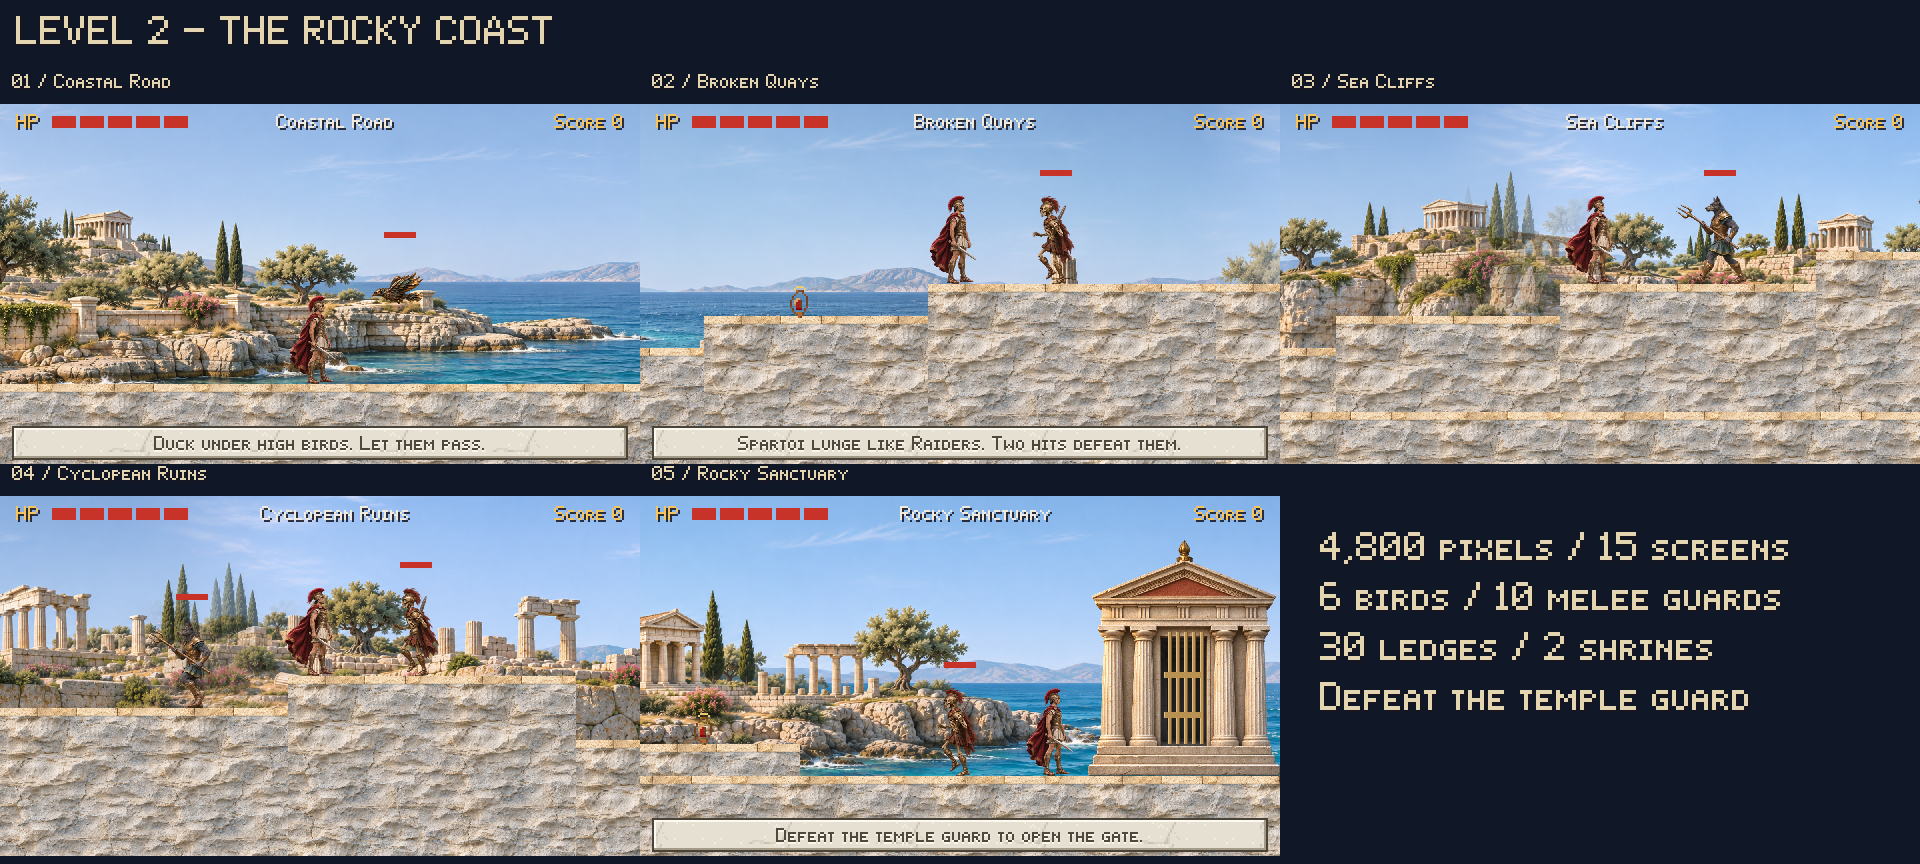 LEVEL 2 – THE ROCKY COAST
01 / Coastal Road
HP
Coastal Road
Score 0
Duck under high birds. Let them pass.
02 / Broken Quays
HP
Broken Quays
Score 0
Spartoi lunge like Raiders. Two hits defeat them.
03 / Sea Cliffs
HP
Sea Cliffs
Score 0
04 / Cyclopean Ruins
HP
Cyclopean Ruins
Score 0
05 / Rocky Sanctuary
HP
Rocky Sanctuary
Score 0
Defeat the temple guard to open the gate.
4,800 pixels / 15 screens
6 birds / 10 melee guards
30 ledges / 2 shrines
Defeat the temple guard